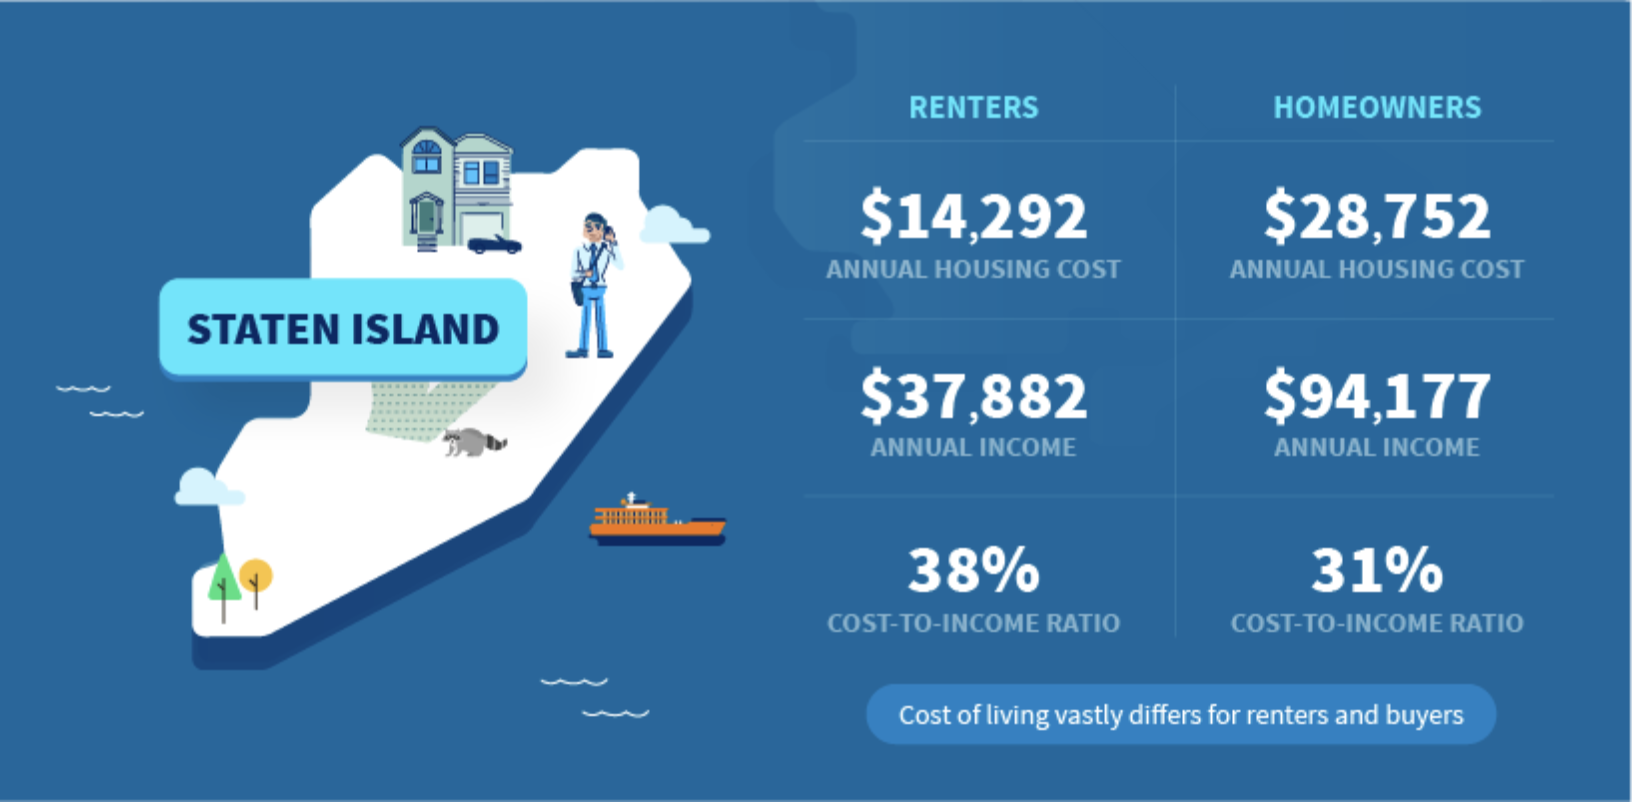 STATEN ISLAND
RENTERS
HOMEOWNERS
$14,292
ANNUAL HOUSING COST
$28,752
ANNUAL HOUSING COST
$37,882
ANNUAL INCOME
$94,177
ANNUAL INCOME
38%
COST-TO-INCOME RATIO
31%
COST-TO-INCOME RATIO
Cost of living vastly differs for renters and buyers